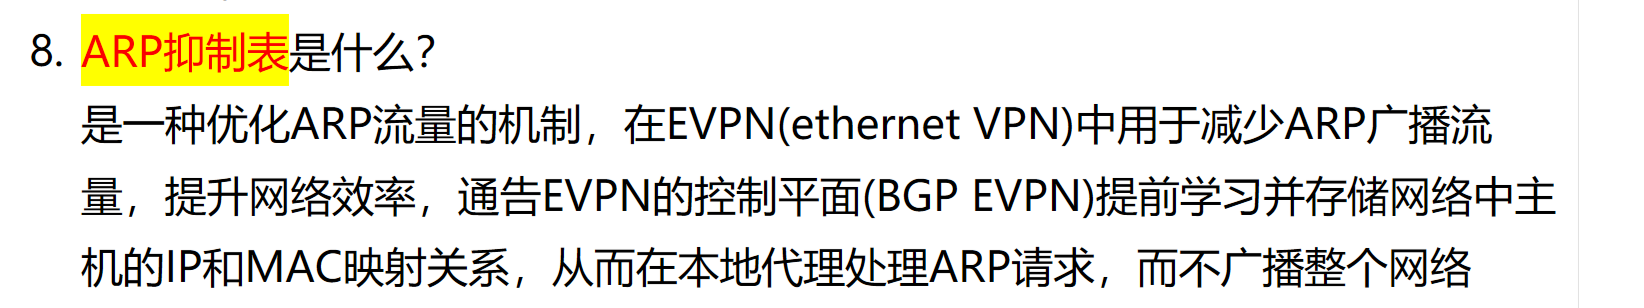 8. ARP抑制表是什么?
是一种优化ARP流量的机制，在EVPN(ethernet VPN)中用于减少ARP广播流
量，提升网络效率，通告EVPN的控制平面(BGP EVPN)提前学习并存储网络中主
机的IP和MAC映射关系，从而在本地代理处理ARP请求，而不广播整个网络